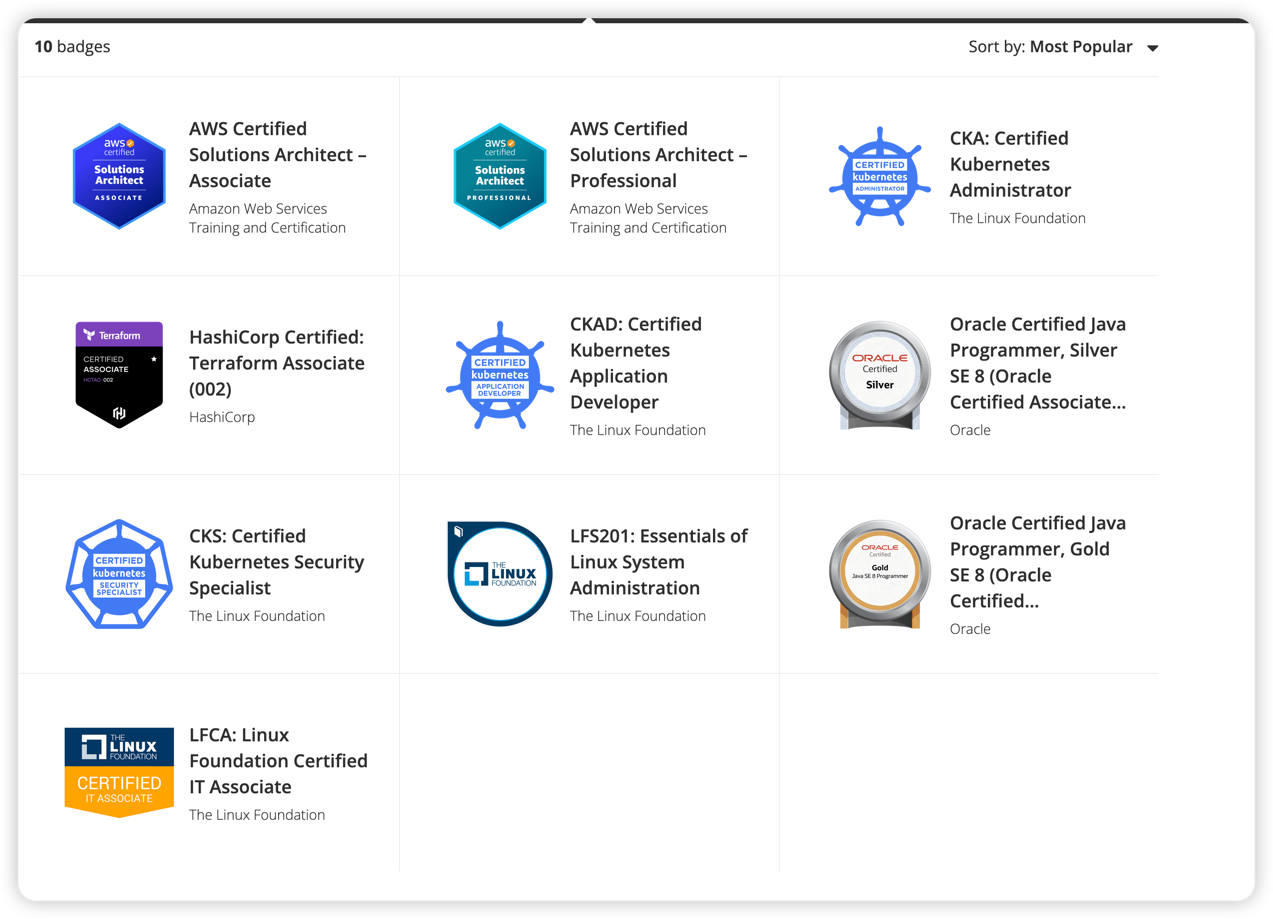 10 badges
Sort by: Most Popular
aws
certified
Solutions
Architect
ASSOCIATE
AWS Certified
Solutions Architect –
Associate
Amazon Web Services
Training and Certification
aws
certified
Solutions
Architect
PROFESSIONAL
AWS Certified
Solutions Architect –
Professional
Amazon Web Services
Training and Certification
CERTIFIED
kubernetes
ADMINISTRATOR
CKA: Certified
Kubernetes
Administrator
The Linux Foundation
Terraform
CERTIFIED
ASSOCIATE
HCTAO 002
HashiCorp Certified:
Terraform Associate
(002)
HashiCorp
CERTIFIED
kubernetes
APPLICATION
DEVELOPER
CKAD: Certified
Kubernetes
Application
Developer
The Linux Foundation
ORACLE
Certified
Silver
Oracle Certified Java
Programmer, Silver
SE 8 (Oracle
Certified Associate...
Oracle
CERTIFIED
kubernetes
SECURITY
SPECIALIST
CKS: Certified
Kubernetes Security
Specialist
The Linux Foundation
THE
LINUX
FOUNDATION
LFS201: Essentials of
Linux System
Administration
The Linux Foundation
ORACLE
Certified
Gold
Java SE 8 Programmer
Oracle Certified Java
Programmer, Gold
SE 8 (Oracle
Certified...
Oracle
THE
LINUX
FOUNDATION
CERTIFIED
IT ASSOCIATE
LFCA: Linux
Foundation Certified
IT Associate
The Linux Foundation